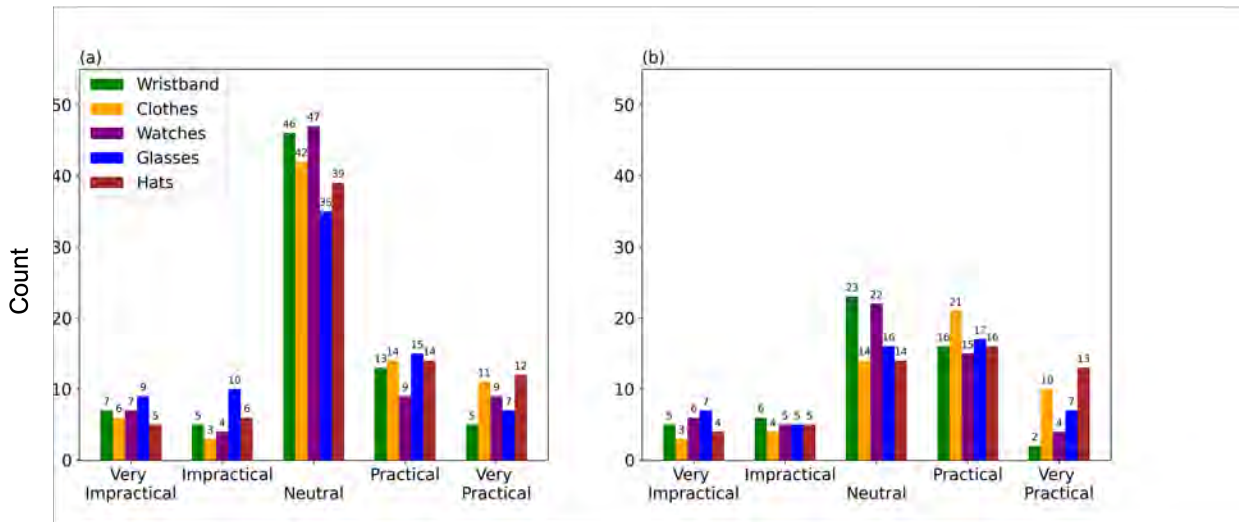 (a)
(b)
Wristband
Clothes
Watches
Glasses
Hats
Count
50
40
30
20
10
0
7
6
7
9
5
5
3
4
10
6
46
42
47
35
39
13
14
9
15
14
5
11
9
7
12
Very
Impractical
Impractical
Neutral
Practical
Very
Practical
50
40
30
20
10
0
5
3
6
7
4
6
4
5
5
5
23
14
22
16
14
16
21
15
17
16
2
10
4
7
13
Very
Impractical
Impractical
Neutral
Practical
Very
Practical